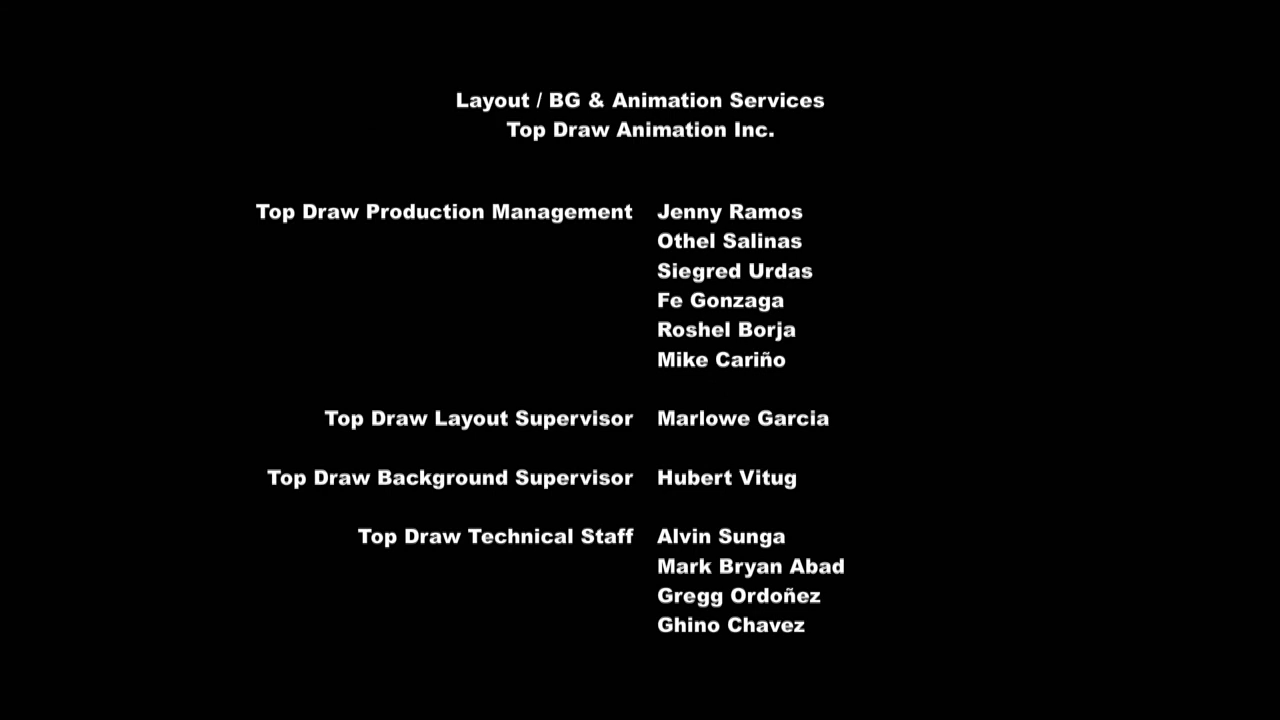 Layout / BG & Animation Services
Top Draw Animation Inc.
Top Draw Production Management Jenny Ramos
Othel Salinas
Siegred Urdas
Fe Gonzaga
Roshel Borja
Mike Cariño
Top Draw Layout Supervisor Marlowe Garcia
Top Draw Background Supervisor Hubert Vitug
Top Draw Technical Staff Alvin Sunga
Mark Bryan Abad
Gregg Ordoñez
Ghino Chavez